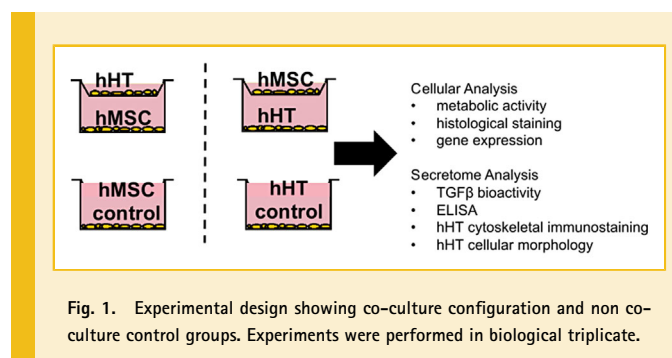 hHT
hMSC
hMSC
control
hMSC
hHT
hHT
control
Cellular Analysis
• metabolic activity
• histological staining
• gene expression
Secretome Analysis
• TGFβ bioactivity
• ELISA
• hHT cytoskeletal immunostaining
• hHT cellular morphology
Fig. 1. Experimental design showing co-culture configuration and non co-
culture control groups. Experiments were performed in biological triplicate.